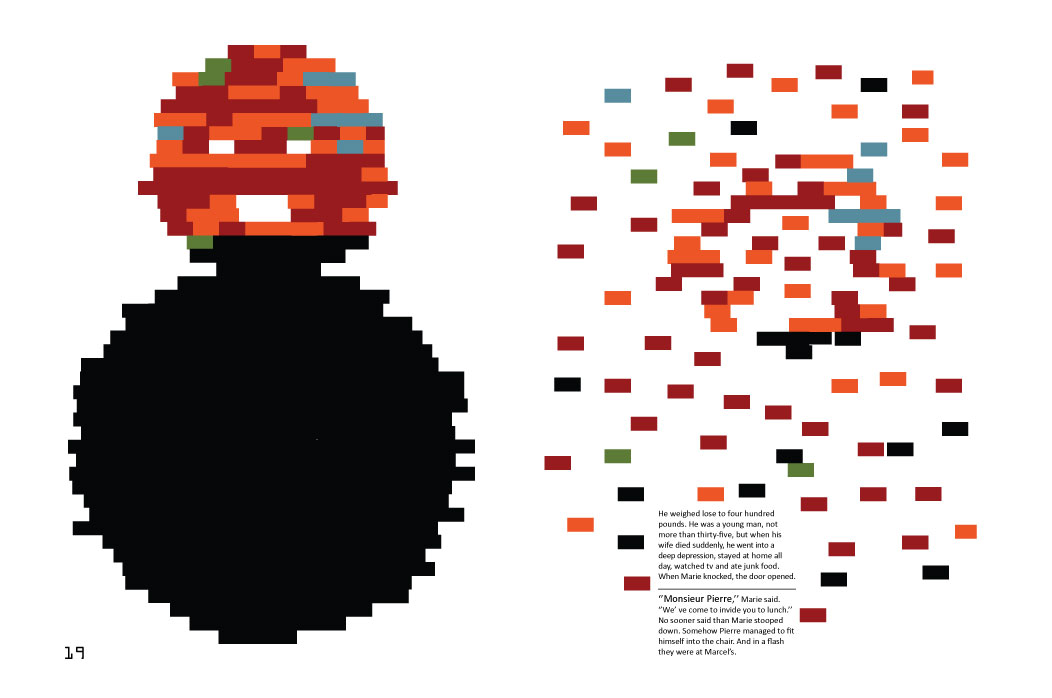 He weighed lose to four hundred
pounds. He was a young man, not
more than thirty-five, but when his
wife died suddenly, he went into a
deep depression, stayed at home all
day, watched tv and ate junk food.
When Marie knocked, the door opened.
“Monsieur Pierre,” Marie said.
“We’ ve come to invide you to lunch.”
No sooner said than Marie stooped
down. Somehow Pierre managed to fit
himself into the chair. And in a flash
they were at Marcel’s.
19